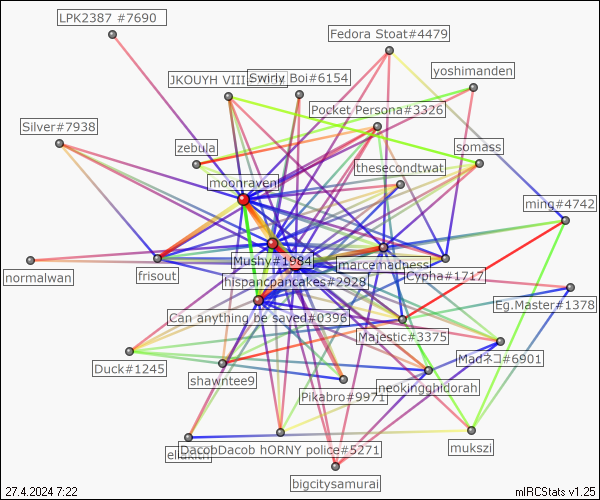 LPK2387 #7690
Fedora Stoat#4479
yoshimanden
JKOUYH VIII
Swirly Boi#6154
Pocket Persona#3326
Silver#7938
zebula
somass
thesecondtwat
moonraven
ming#4742
Mushy#1984
marcemadness
normalwan
frisout
Cypha#1717
hispancpancakes#2928
Eg.Master#1378
Can anything be saved#0396
Majestic#3375
Madネコ#6901
Duck#1245
shawntee9
neokingghidorah
Pikabro#9971
DacobDacob hORNY police#5271
mukszi
bigcitysamurai
27.4.2024 7:22
mIRCStats v1.25